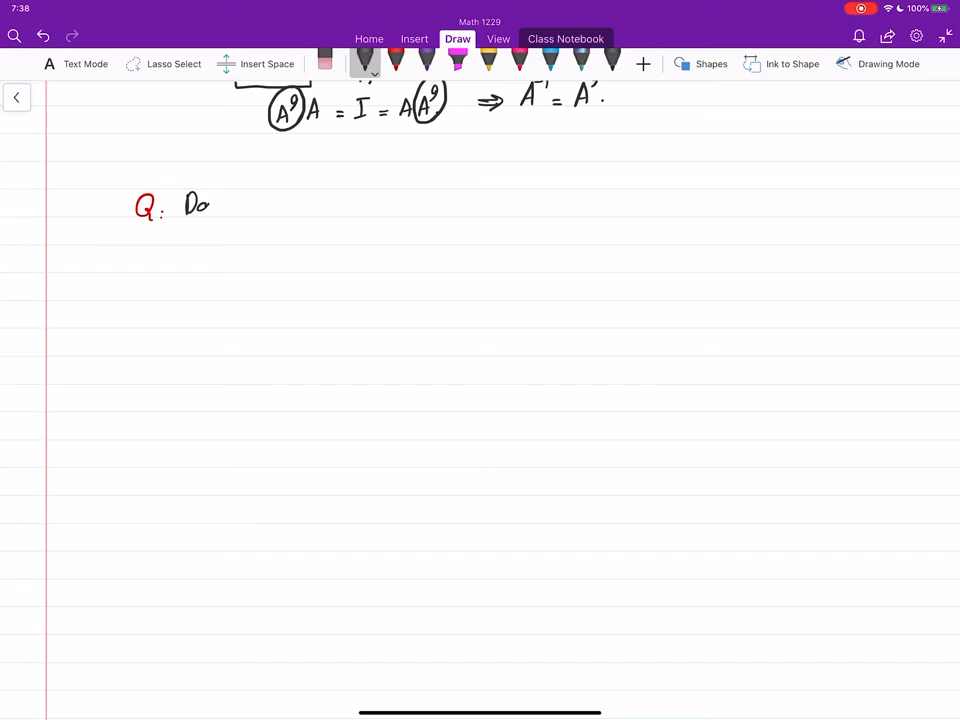 7:38
100%
Math 1229
Home Insert Draw View Class Notebook
A Text Mode Lasso Select Insert Space Shapes Ink to Shape Drawing Mode
A⁹A = I = AA⁹ ⇒ A⁻¹ = A⁹.
Q: Do